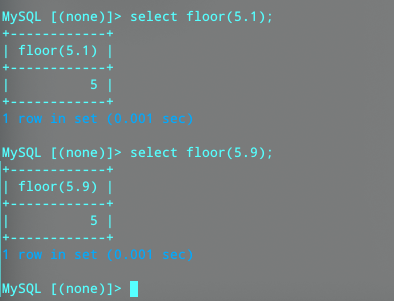 MySQL [(none)]> select floor(5.1);
+------------+
| floor(5.1) |
+------------+
|          5 |
+------------+
1 row in set (0.001 sec)
MySQL [(none)]> select floor(5.9);
+------------+
| floor(5.9) |
+------------+
|          5 |
+------------+
1 row in set (0.001 sec)
MySQL [(none)]>